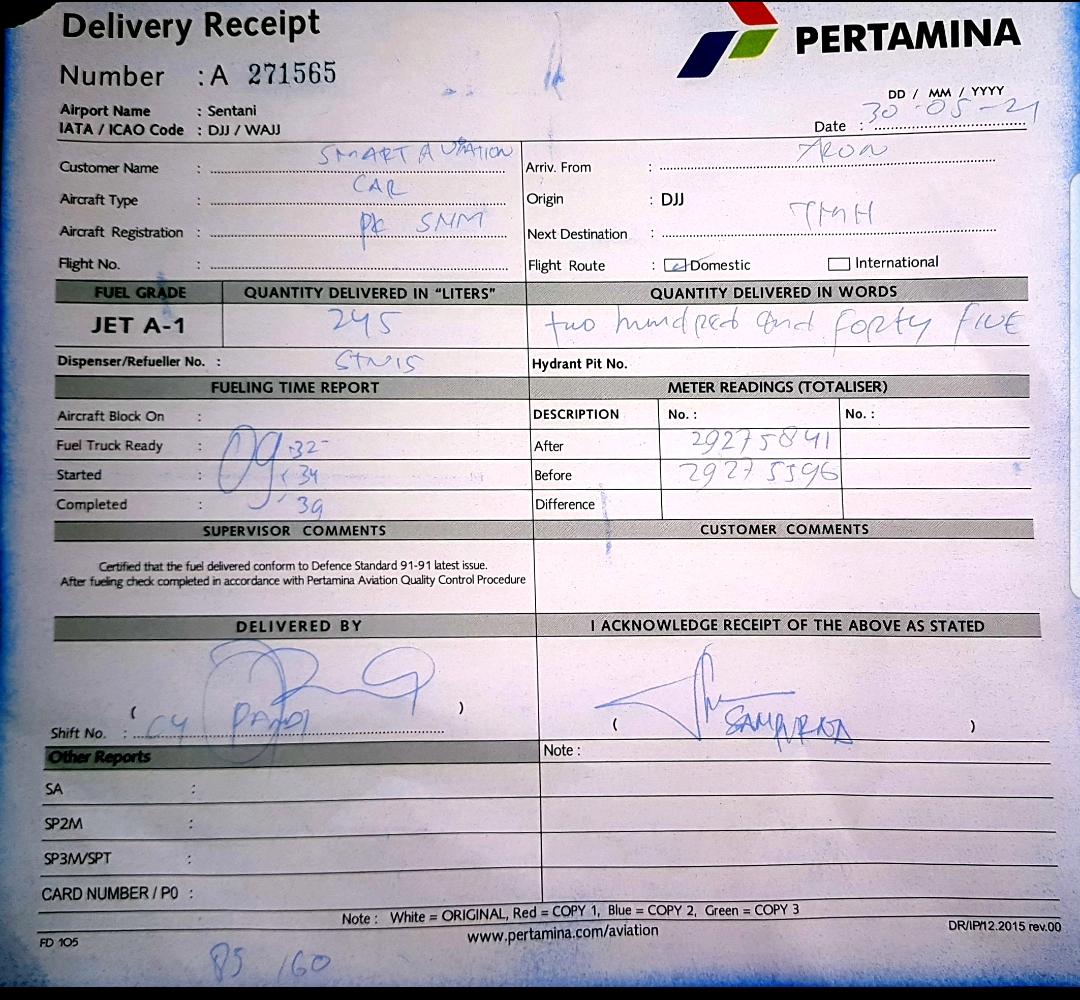 Delivery Receipt
PERTAMINA
Number : A 271565
Airport Name : Sentani
IATA / ICAO Code : DJJ / WAJJ
DD / MM / YYYY
Date : 30-05-21
Customer Name : SMART AVIATION
Arriv. From :
Aircraft Type : CAR
Origin : DJJ
Aircraft Registration : PK SNM
Next Destination : TMH
Flight No. :
Flight Route : Domestic International
FUEL GRADE QUANTITY DELIVERED IN "LITERS" QUANTITY DELIVERED IN WORDS
JET A-1 245 two hundred and forty FIVE
Dispenser/Refueller No. : STN15 Hydrant Pit No.
FUELING TIME REPORT METER READINGS (TOTALISER)
Aircraft Block On : DESCRIPTION No. : No. :
Fuel Truck Ready : 09.32 After 29275841
Started : 34 Before 29275596
Completed : 39 Difference
SUPERVISOR COMMENTS CUSTOMER COMMENTS
Certified that the fuel delivered conform to Defence Standard 91-91 latest issue.
After fueling check completed in accordance with Pertamina Aviation Quality Control Procedure
DELIVERED BY I ACKNOWLEDGE RECEIPT OF THE ABOVE AS STATED
( )
Shift No. : C4 PANDI
( SAMPURNA )
Other Reports Note :
SA :
SP2M :
SP3M/SPT :
CARD NUMBER / PO :
Note : White = ORIGINAL, Red = COPY 1, Blue = COPY 2, Green = COPY 3
FD 105 www.pertamina.com/aviation DR/IPM2.2015 rev.00
85 160